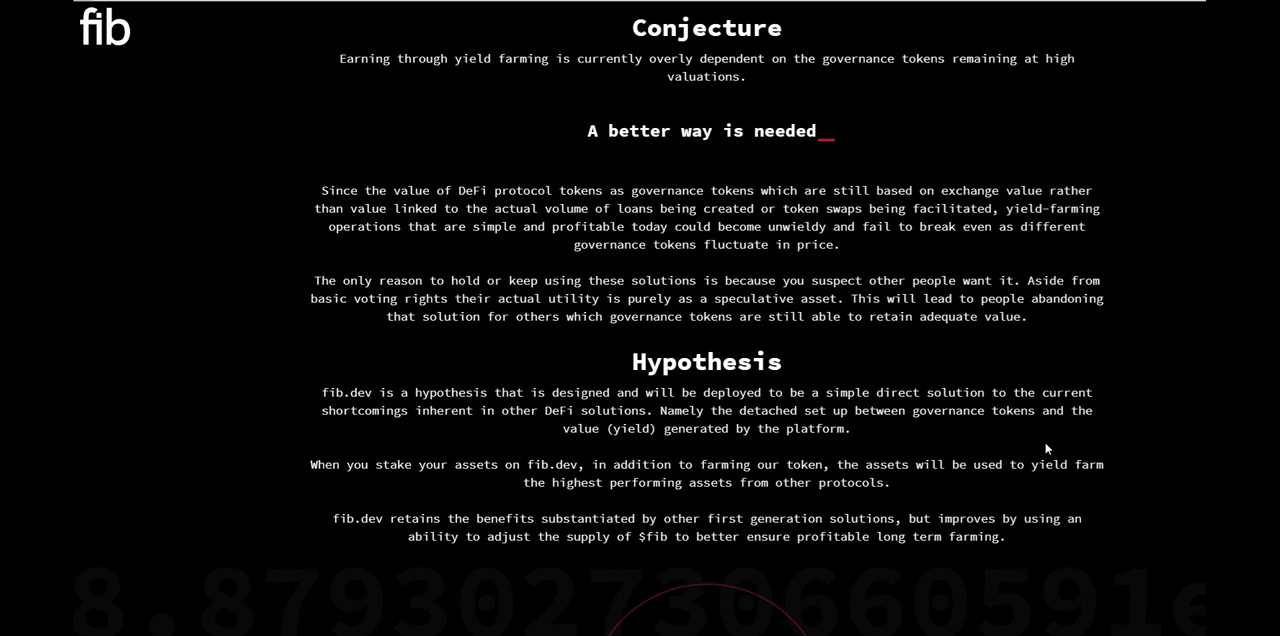 fib
Conjecture
Earning through yield farming is currently overly dependent on the governance tokens remaining at high
valuations.
A better way is needed_
Since the value of DeFi protocol tokens as governance tokens which are still based on exchange value rather
than value linked to the actual volume of loans being created or token swaps being facilitated, yield-farming
operations that are simple and profitable today could become unwieldy and fail to break even as different
governance tokens fluctuate in price.
The only reason to hold or keep using these solutions is because you suspect other people want it. Aside from
basic voting rights their actual utility is purely as a speculative asset. This will lead to people abandoning
that solution for others which governance tokens are still able to retain adequate value.
Hypothesis
fib.dev is a hypothesis that is designed and will be deployed to be a simple direct solution to the current
shortcomings inherent in other DeFi solutions. Namely the detached set up between governance tokens and the
value (yield) generated by the platform.
When you stake your assets on fib.dev, in addition to farming our token, the assets will be used to yield farm
the highest performing assets from other protocols.
fib.dev retains the benefits substantiated by other first generation solutions, but improves by using an
ability to adjust the supply of $fib to better ensure profitable long term farming.
8.8793027306660591e